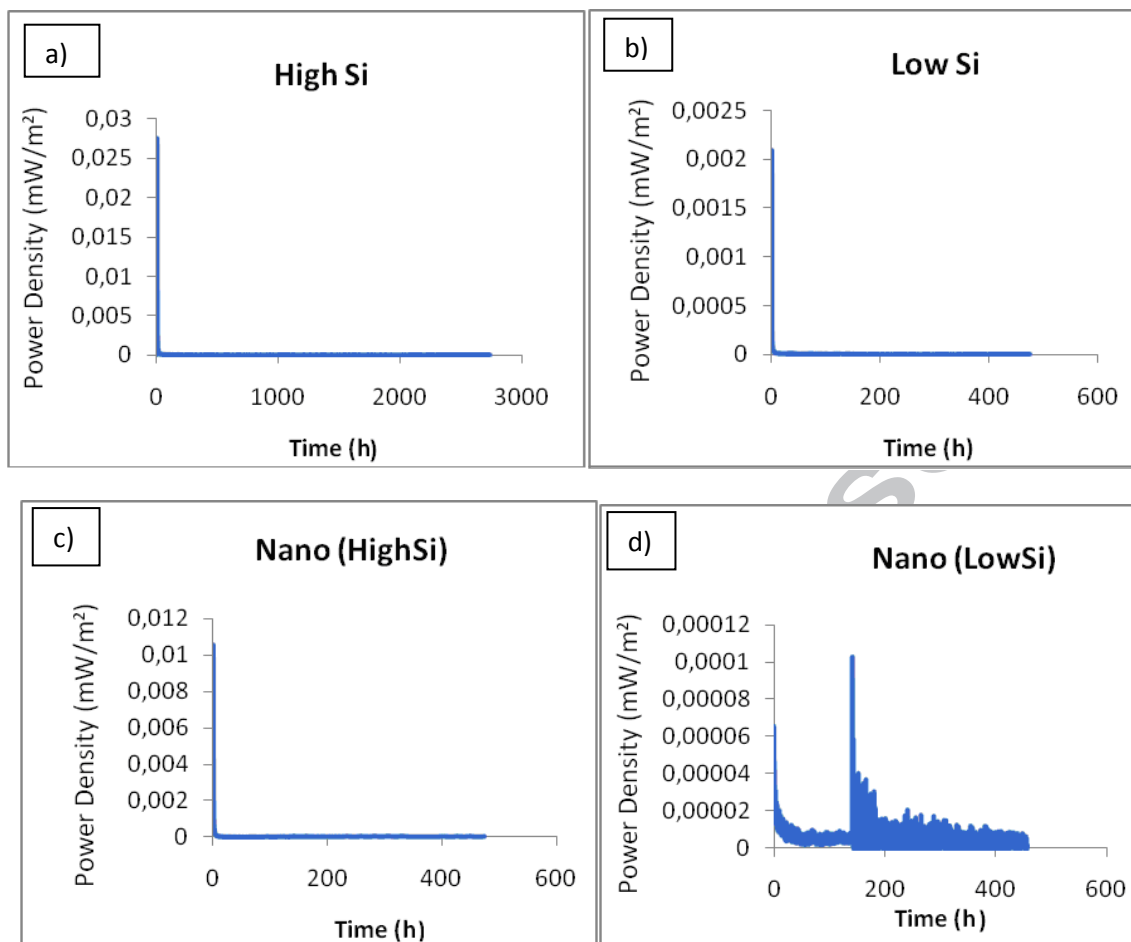 a)
High Si
Power Density (mW/m²)
0,03
0,025
0,02
0,015
0,01
0,005
0
0 1000 2000 3000
Time (h)
b)
Low Si
Power Density (mW/m²)
0,0025
0,002
0,0015
0,001
0,0005
0
0 200 400 600
Time (h)
c)
Nano (HighSi)
Power Density (mW/m²)
0,012
0,01
0,008
0,006
0,004
0,002
0
0 200 400 600
Time (h)
d)
Nano (LowSi)
Power Density (mW/m²)
0,00012
0,0001
0,00008
0,00006
0,00004
0,00002
0
0 200 400 600
Time (h)